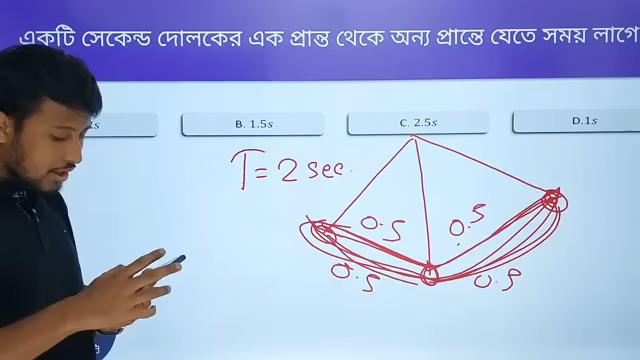 একটি সেকেন্ড দোলকের এক প্রান্ত থেকে অন্য প্রান্তে যেতে সময় লাগে
B. 1.5s
C. 2.5s
D.1s
T = 2 sec.
0.5
0.5
0.5
0.5